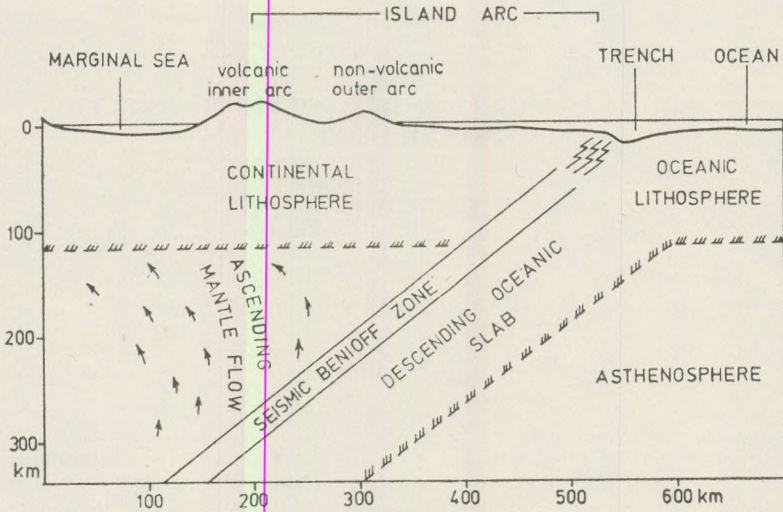 ISLAND ARC
MARGINAL SEA
volcanic
inner arc
non-volcanic
outer arc
TRENCH
OCEAN
0
CONTINENTAL
LITHOSPHERE
OCEANIC
LITHOSPHERE
100
ASCENDING
MANTLE FLOW
200
SEISMIC BENIOFF ZONE
DESCENDING OCEANIC
SLAB
ASTHENOSPHERE
300
km
100
200
300
400
500
600 km